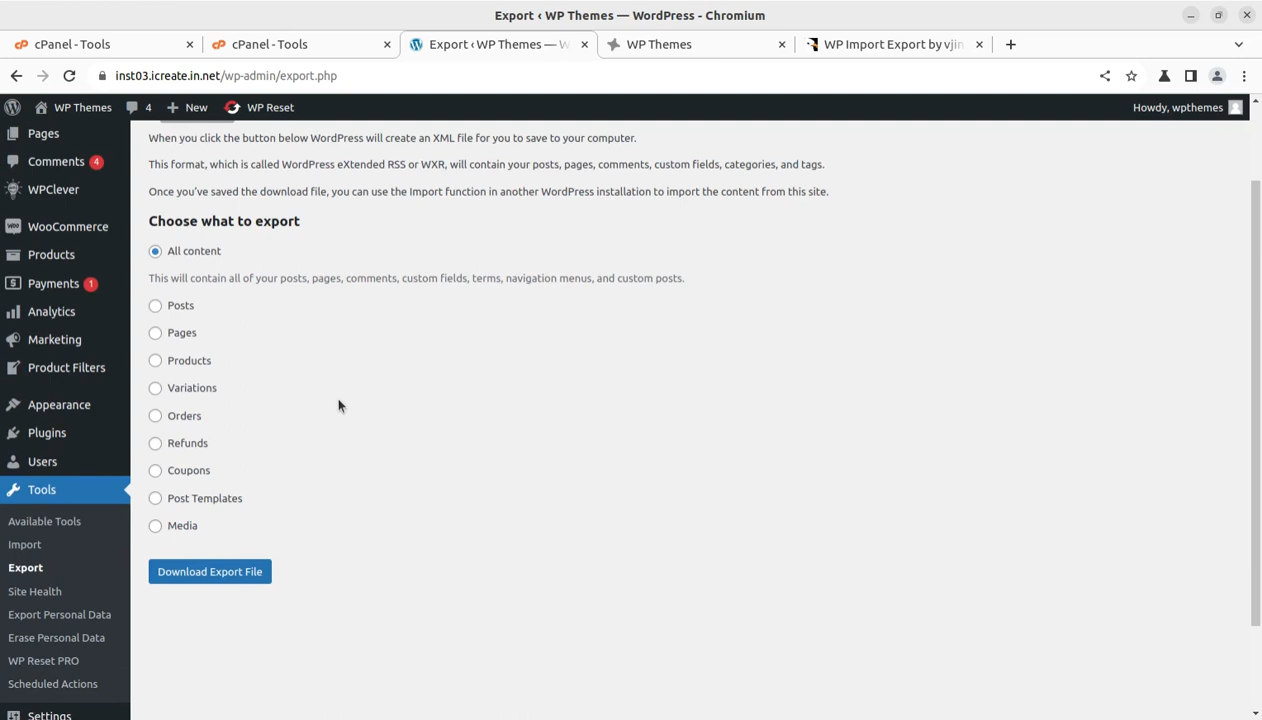 Export ‹ WP Themes — WordPress - Chromium
cPanel - Tools
cPanel - Tools
Export ‹ WP Themes — W
WP Themes
WP Import Export by vjin
inst03.icreate.in.net/wp-admin/export.php
WP Themes
4
New
WP Reset
Howdy, wpthemes
Pages
Comments 4
WPClever
WooCommerce
Products
Payments 1
Analytics
Marketing
Product Filters
Appearance
Plugins
Users
Tools
Available Tools
Import
Export
Site Health
Export Personal Data
Erase Personal Data
WP Reset PRO
Scheduled Actions
Settings
When you click the button below WordPress will create an XML file for you to save to your computer.
This format, which is called WordPress eXtended RSS or WXR, will contain your posts, pages, comments, custom fields, categories, and tags.
Once you've saved the download file, you can use the Import function in another WordPress installation to import the content from this site.
Choose what to export
All content
This will contain all of your posts, pages, comments, custom fields, terms, navigation menus, and custom posts.
Posts
Pages
Products
Variations
Orders
Refunds
Coupons
Post Templates
Media
Download Export File